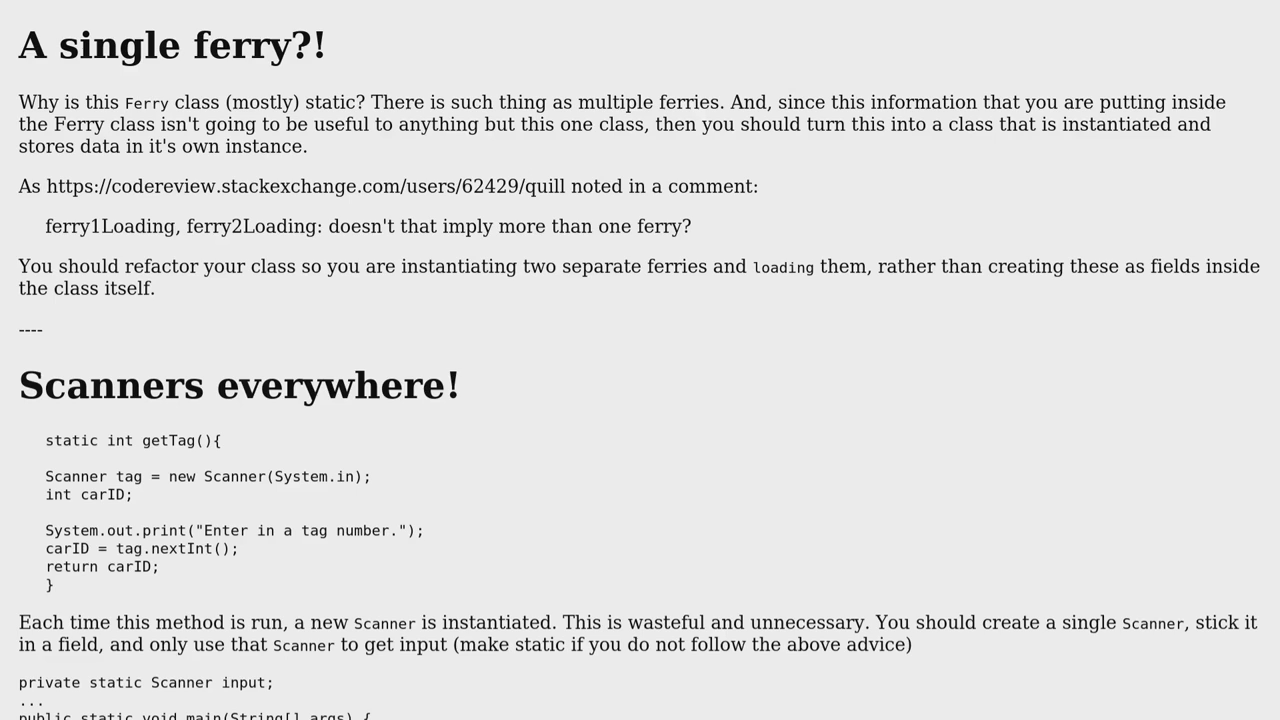 A single ferry?!
Why is this Ferry class (mostly) static? There is such thing as multiple ferries. And, since this information that you are putting inside
the Ferry class isn't going to be useful to anything but this one class, then you should turn this into a class that is instantiated and
stores data in it's own instance.
As https://codereview.stackexchange.com/users/62429/quill noted in a comment:
ferry1Loading, ferry2Loading: doesn't that imply more than one ferry?
You should refactor your class so you are instantiating two separate ferries and loading them, rather than creating these as fields inside
the class itself.
----
Scanners everywhere!
static int getTag(){
Scanner tag = new Scanner(System.in);
int carID;
System.out.print("Enter in a tag number.");
carID = tag.nextInt();
return carID;
}
Each time this method is run, a new Scanner is instantiated. This is wasteful and unnecessary. You should create a single Scanner, stick it
in a field, and only use that Scanner to get input (make static if you do not follow the above advice)
private static Scanner input;
...
public static void main(String[] args) {